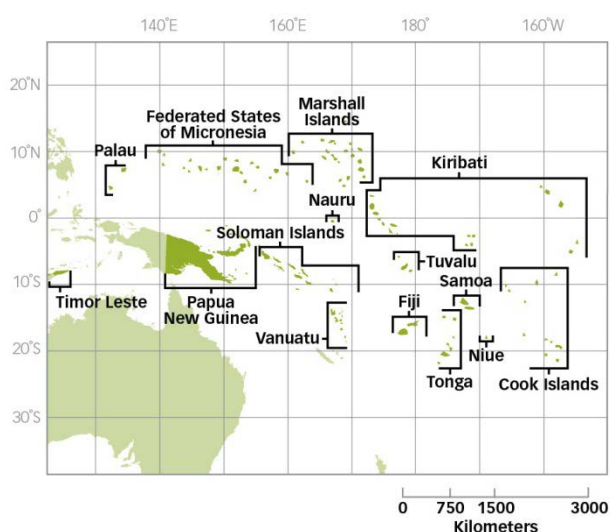 140°E 160°E 180° 160°W
20°N
10°N
0°
10°S
20°S
30°S
Palau
Federated States
of Micronesia
Marshall
Islands
Nauru
Kiribati
Soloman Islands
Tuvalu
Samoa
Timor Leste
Papua
New Guinea
Vanuatu
Fiji
Tonga
Niue
Cook Islands
0 750 1500 3000
Kilometers